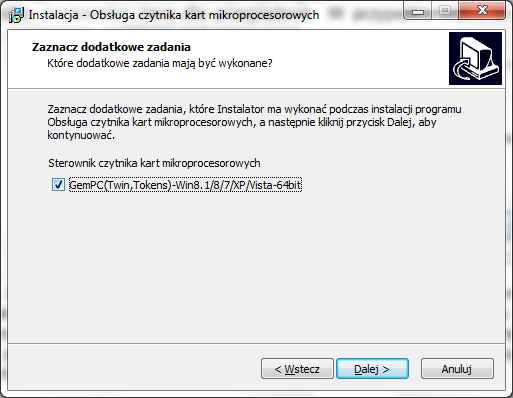 Instalacja - Obsługa czytnika kart mikroprocesorowych
Zaznacz dodatkowe zadania
Które dodatkowe zadania mają być wykonane?
Zaznacz dodatkowe zadania, które Instalator ma wykonać podczas instalacji programu
Obsługa czytnika kart mikroprocesorowych, a następnie kliknij przycisk Dalej, aby
kontynuować.
Sterownik czytnika kart mikroprocesorowych
GemPC(Twin,Tokens)-Win8.1/8/7/XP/Vista-64bit
< Wstecz
Dalej >
Anuluj